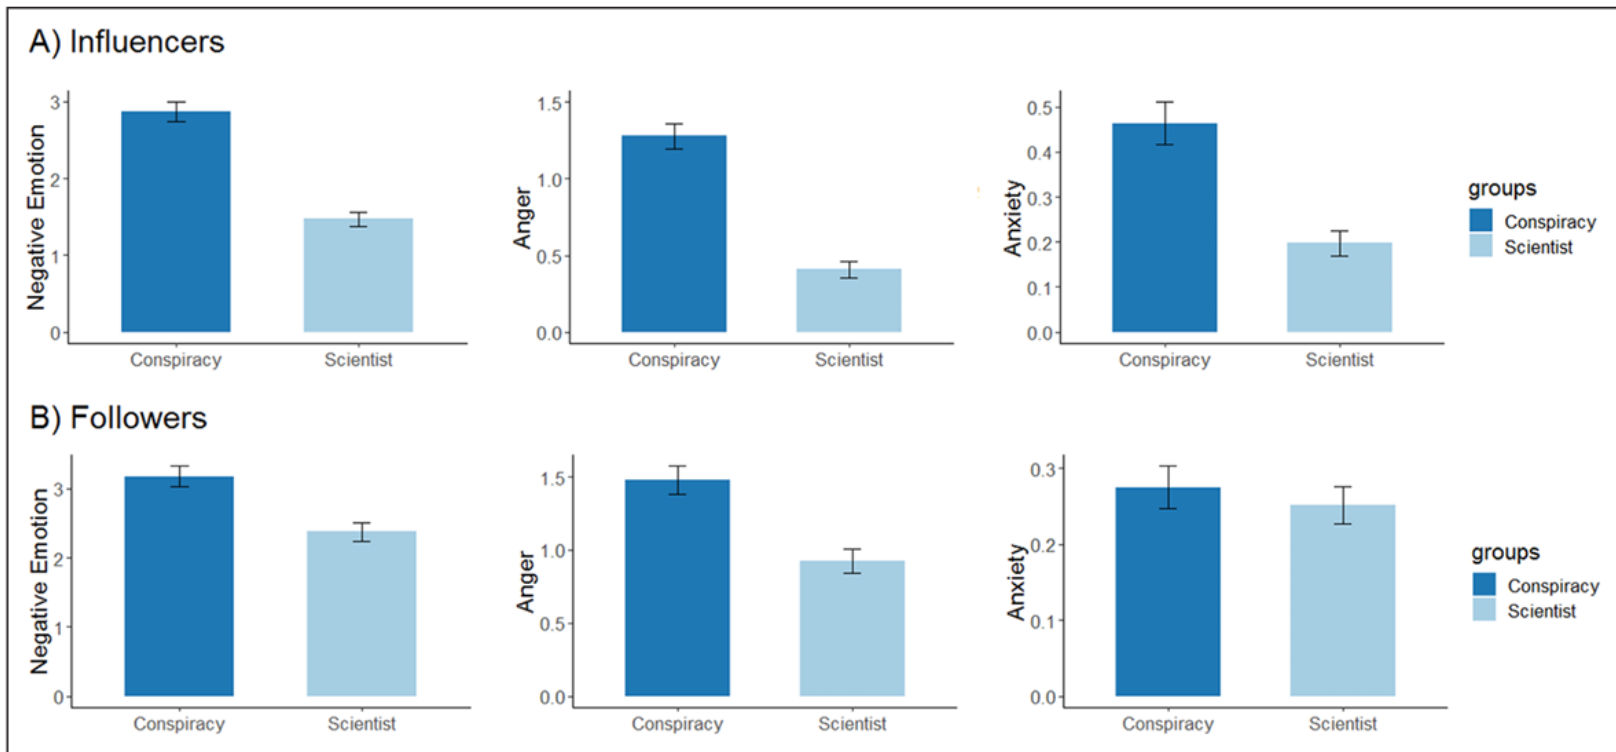 A) Influencers
Negative Emotion
3
2
1
0
Conspiracy Scientist
Anger
1.5
1.0
0.5
0.0
Conspiracy Scientist
Anxiety
0.5
0.4
0.3
0.2
0.1
0.0
Conspiracy Scientist
groups
Conspiracy
Scientist
B) Followers
Negative Emotion
3
2
1
0
Conspiracy Scientist
Anger
1.5
1.0
0.5
0.0
Conspiracy Scientist
Anxiety
0.3
0.2
0.1
0.0
Conspiracy Scientist
groups
Conspiracy
Scientist